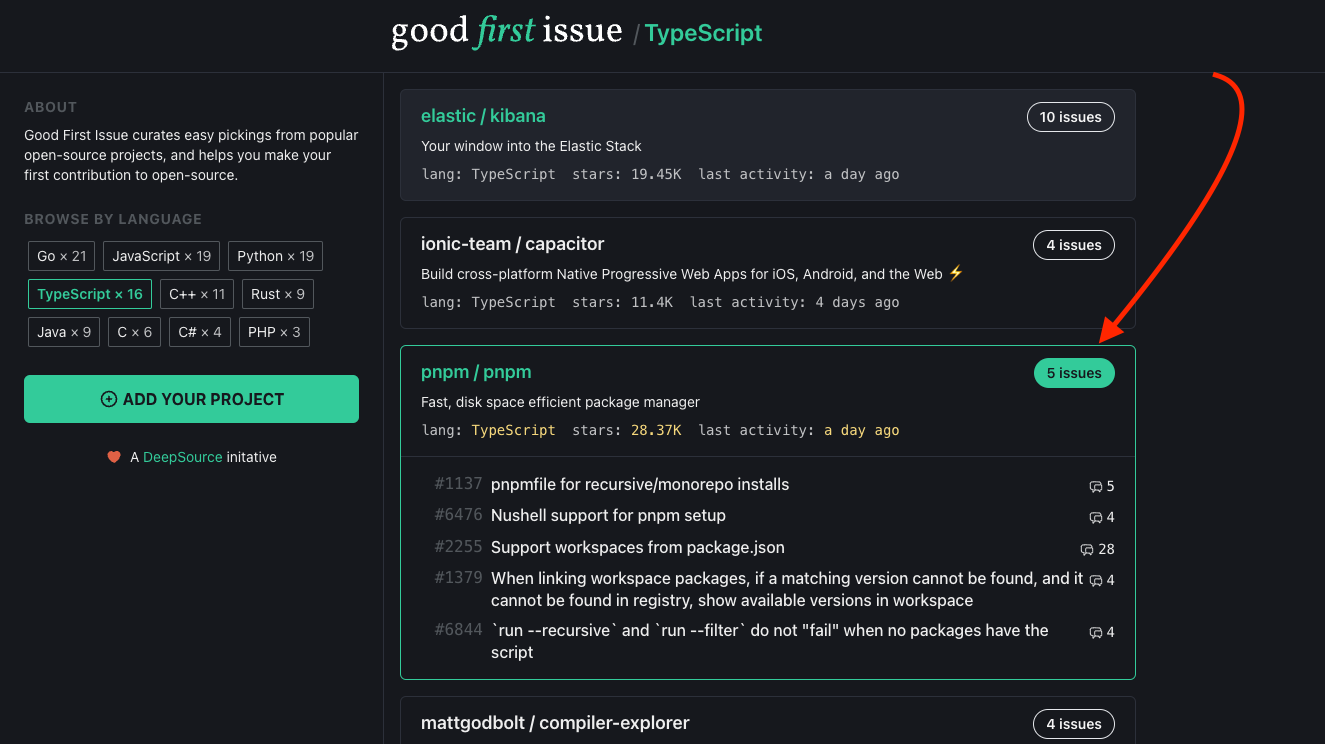 good first issue / TypeScript
ABOUT
Good First Issue curates easy pickings from popular
open-source projects, and helps you make your
first contribution to open-source.
BROWSE BY LANGUAGE
Go × 21
JavaScript × 19
Python × 19
TypeScript × 16
C++ × 11
Rust × 9
Java × 9
C × 6
C# × 4
PHP × 3
ADD YOUR PROJECT
A DeepSource initative
elastic / kibana
10 issues
Your window into the Elastic Stack
lang: TypeScript stars: 19.45K last activity: a day ago
ionic-team / capacitor
4 issues
Build cross-platform Native Progressive Web Apps for iOS, Android, and the Web ⚡
lang: TypeScript stars: 11.4K last activity: 4 days ago
pnpm / pnpm
5 issues
Fast, disk space efficient package manager
lang: TypeScript stars: 28.37K last activity: a day ago
#1137 pnpmfile for recursive/monorepo installs 5
#6476 Nushell support for pnpm setup 4
#2255 Support workspaces from package.json 28
#1379 When linking workspace packages, if a matching version cannot be found, and it 4
cannot be found in registry, show available versions in workspace
#6844 `run --recursive` and `run --filter` do not "fail" when no packages have the 4
script
mattgodbolt / compiler-explorer
4 issues